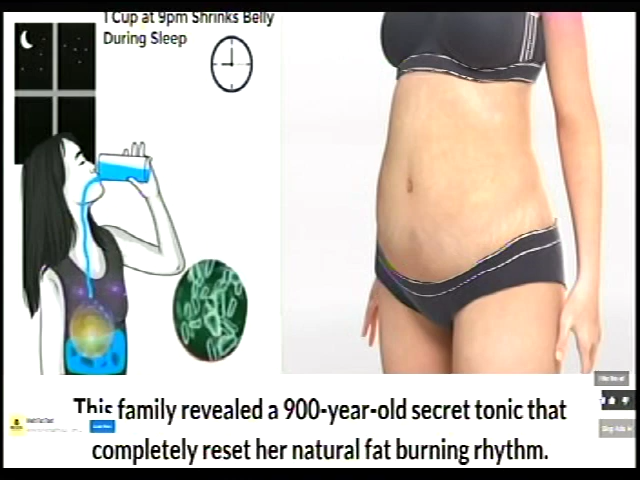 1 Cup at 9pm Shrinks Belly
During Sleep
This family revealed a 900-year-old secret tonic that
completely reset her natural fat burning rhythm.